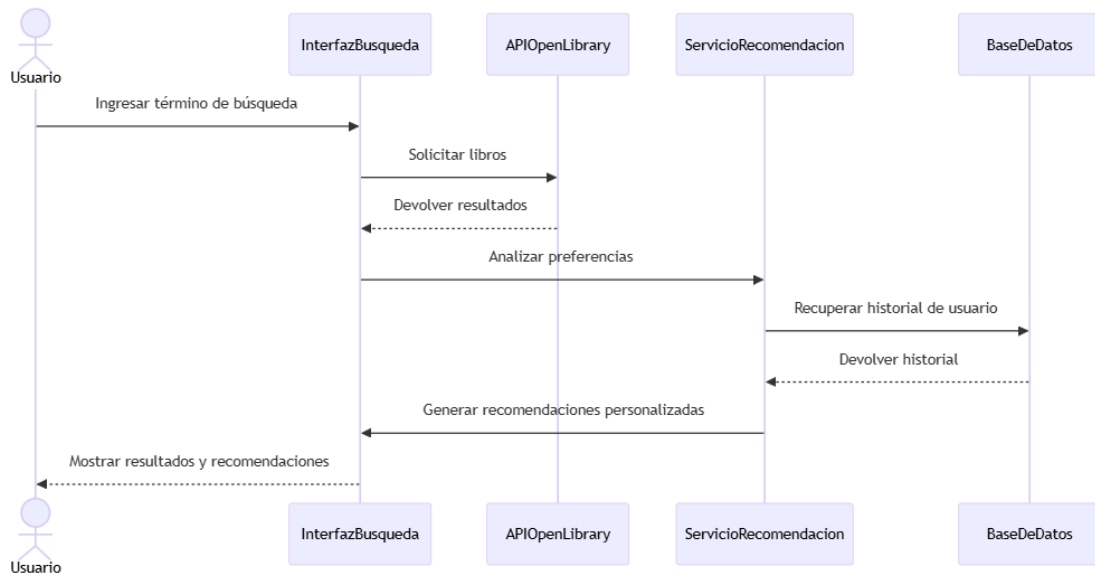 Usuario
InterfazBusqueda
APIOpenLibrary
ServicioRecomendacion
BaseDeDatos
Ingresar término de búsqueda
Solicitar libros
Devolver resultados
Analizar preferencias
Recuperar historial de usuario
Devolver historial
Generar recomendaciones personalizadas
Mostrar resultados y recomendaciones
Usuario
InterfazBusqueda
APIOpenLibrary
ServicioRecomendacion
BaseDeDatos